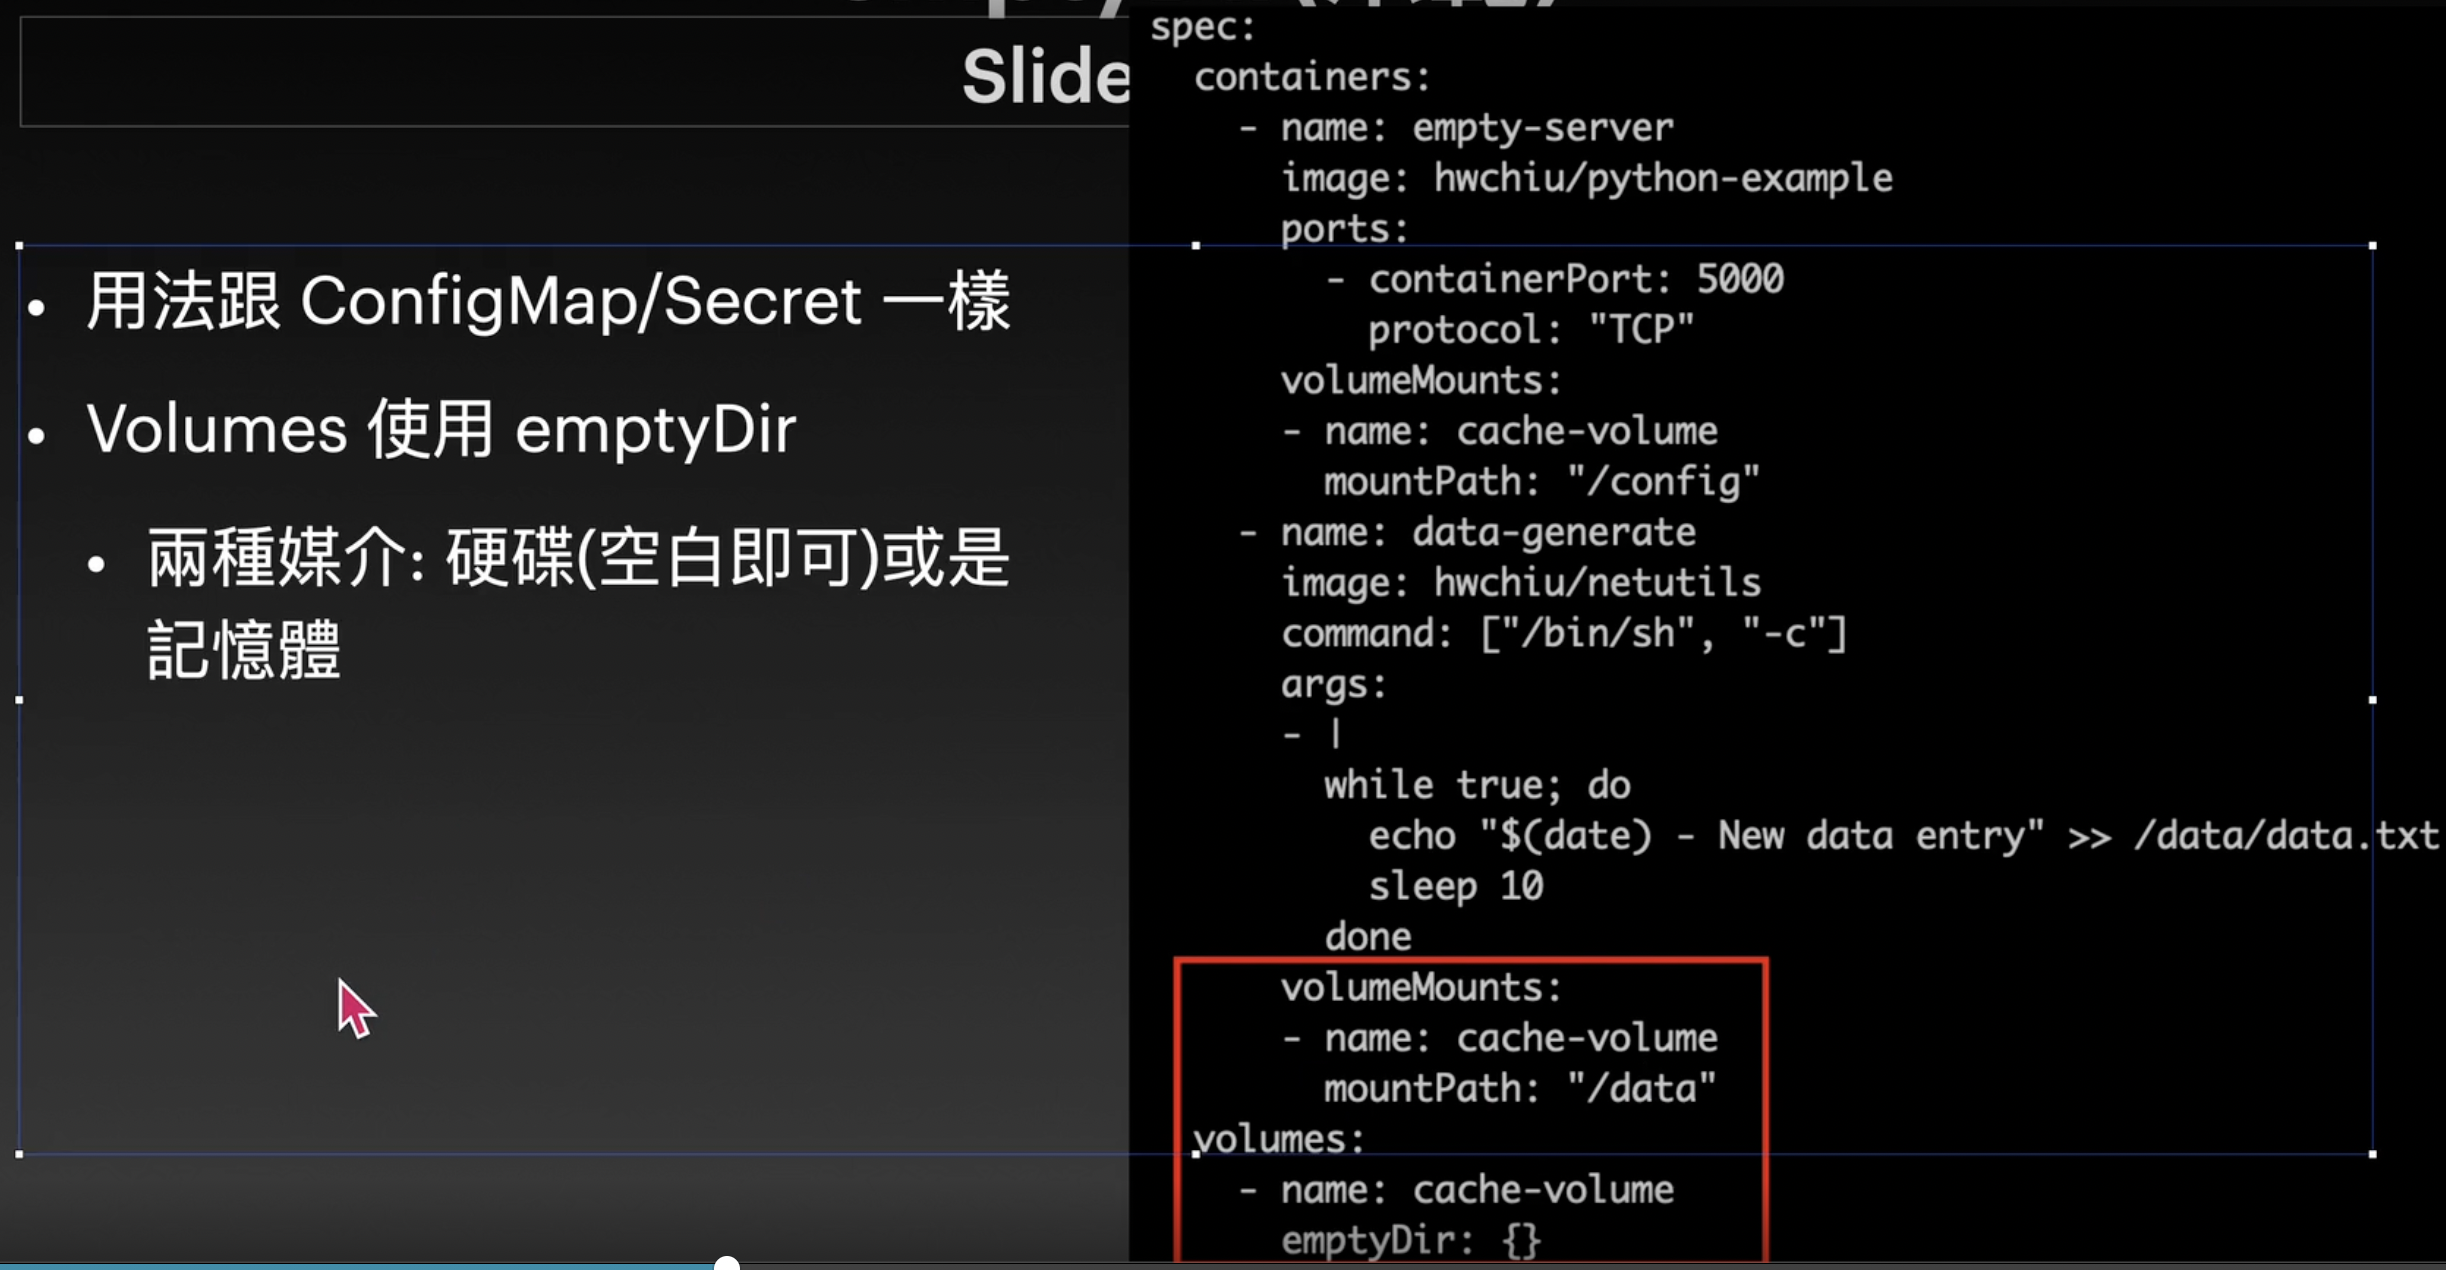 Slide
用法跟 ConfigMap/Secret 一樣
Volumes 使用 emptyDir
兩種媒介: 硬碟(空白即可)或是
記憶體
spec:
  containers:
    - name: empty-server
      image: hwchiu/python-example
      ports:
        - containerPort: 5000
          protocol: "TCP"
      volumeMounts:
      - name: cache-volume
        mountPath: "/config"
    - name: data-generate
      image: hwchiu/netutils
      command: ["/bin/sh", "-c"]
      args:
      - |
        while true; do
          echo "$(date) - New data entry" >> /data/data.txt
          sleep 10
        done
      volumeMounts:
      - name: cache-volume
        mountPath: "/data"
  volumes:
    - name: cache-volume
      emptyDir: {}